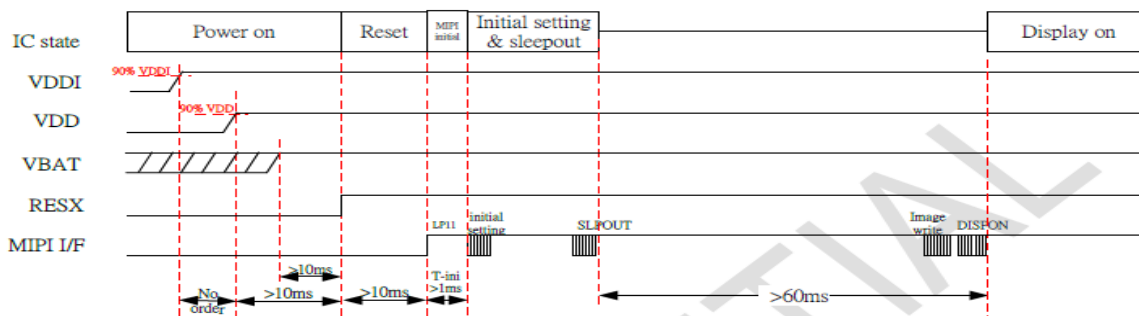 IC state
Power on
Reset
MIPI
initial
Initial setting
& sleepout
Display on
90% VDDI
VDDI
90% VDD
VDD
VBAT
RESX
MIPI I/F
LP11
initial
setting
SLPOUT
Image
write
DISPON
>10ms
No
order
>10ms
>10ms
T-ini
>1ms
>60ms